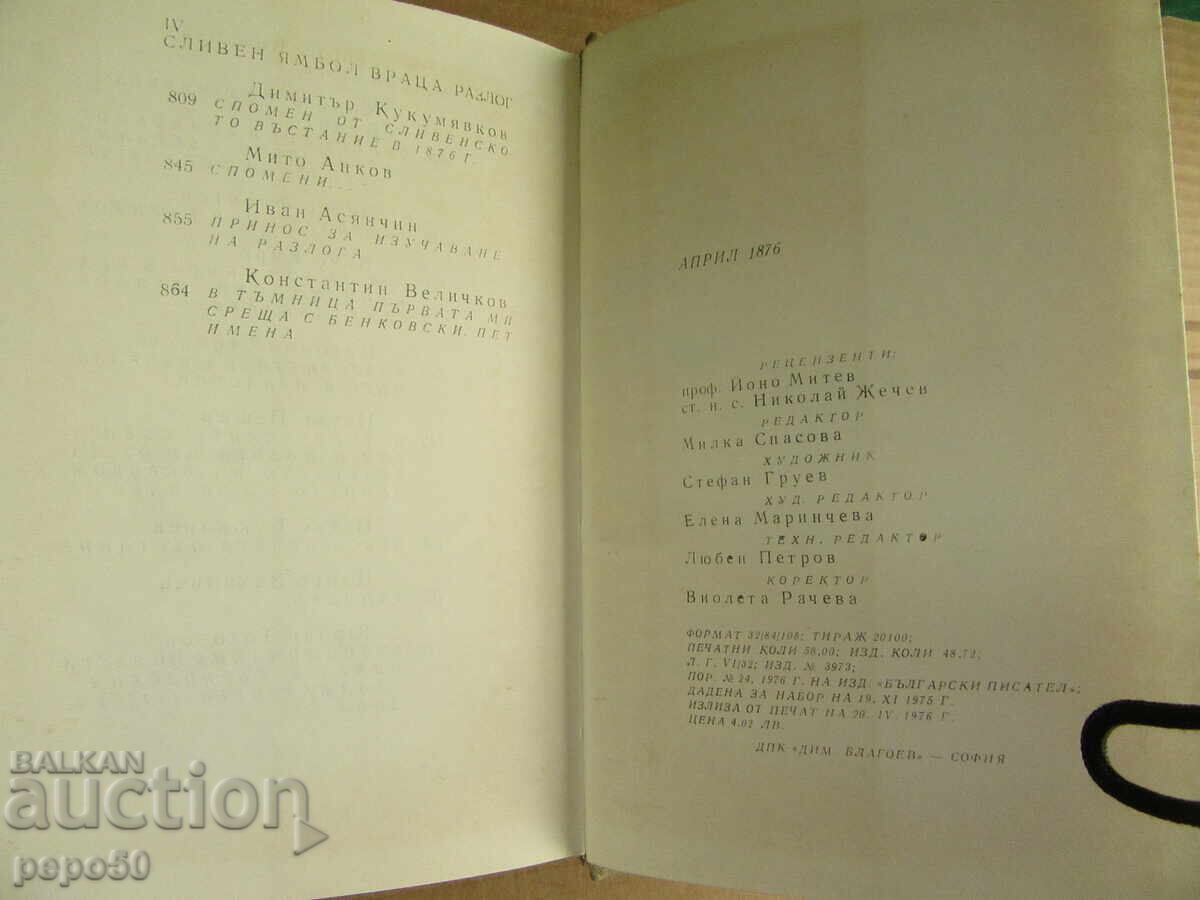 IV
СЛИВЕН ЯМБОЛ ВРАЦА РАЗЛОГ
Димитър Кукумявков
809 СПОМЕН ОТ СЛИВЕНСКО-
ТО ВЪСТАНИЕ В 1876 Г.
Мито Анков
845 СПОМЕНИ...
Иван Асянчин
855 ПРИНОС ЗА ИЗУЧАВАНЕ
НА РАЗЛОГА
Константин Величков
864 В ТЪМНИЦА. ПЪРВАТА МИ
СРЕЩА С БЕНКОВСКИ. ПЕТ
ИМЕНА
АПРИЛ 1876
РЕЦЕНЗЕНТИ:
проф. Йоно Митев
ст. н. с. Николай Жечев
РЕДАКТОР
Милка Спасова
ХУДОЖНИК
Стефан Груев
ХУД. РЕДАКТОР
Елена Маринчева
ТЕХН. РЕДАКТОР
Любен Петров
КОРЕКТОР
Виолета Рачева
ФОРМАТ 32/84/108; ТИРАЖ 20100;
ПЕЧАТНИ КОЛИ 58,00; ИЗД. КОЛИ 48,72;
Л. Г. VI/32; ИЗД. № 3973;
ПОР. № 24, 1976 Г. НА ИЗД. «БЪЛГАРСКИ ПИСАТЕЛ»;
ДАДЕНА ЗА НАБОР НА 19. XI 1975 Г.
ИЗЛИЗА ОТ ПЕЧАТ НА 20. IV. 1976 Г.
ЦЕНА 4,02 ЛВ.
ДПК «ДИМ. БЛАГОЕВ» — СОФИЯ
BALKAN
auction
pepo50